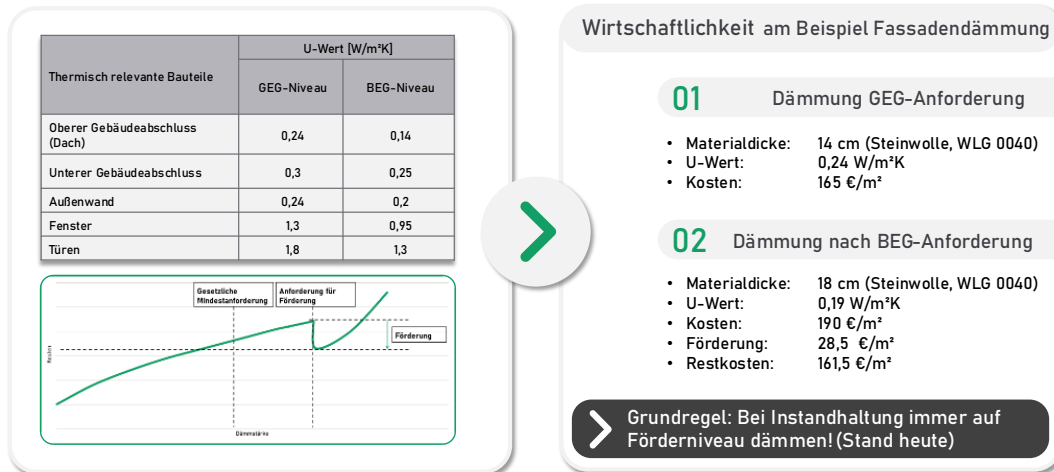 U-Wert [W/m²K]
Thermisch relevante Bauteile
GEG-Niveau
BEG-Niveau
Oberer Gebäudeabschluss
(Dach)
0,24
0,14
Unterer Gebäudeabschluss
0,3
0,25
Außenwand
0,24
0,2
Fenster
1,3
0,95
Türen
1,8
1,3
Gesetzliche
Mindestanforderung
Anforderung für
Förderung
Förderung
Kosten
Dämmstärke
Wirtschaftlichkeit am Beispiel Fassadendämmung
01 Dämmung GEG-Anforderung
• Materialdicke: 14 cm (Steinwolle, WLG 0040)
• U-Wert: 0,24 W/m²K
• Kosten: 165 €/m²
02 Dämmung nach BEG-Anforderung
• Materialdicke: 18 cm (Steinwolle, WLG 0040)
• U-Wert: 0,19 W/m²K
• Kosten: 190 €/m²
• Förderung: 28,5 €/m²
• Restkosten: 161,5 €/m²
Grundregel: Bei Instandhaltung immer auf
Förderniveau dämmen! (Stand heute)